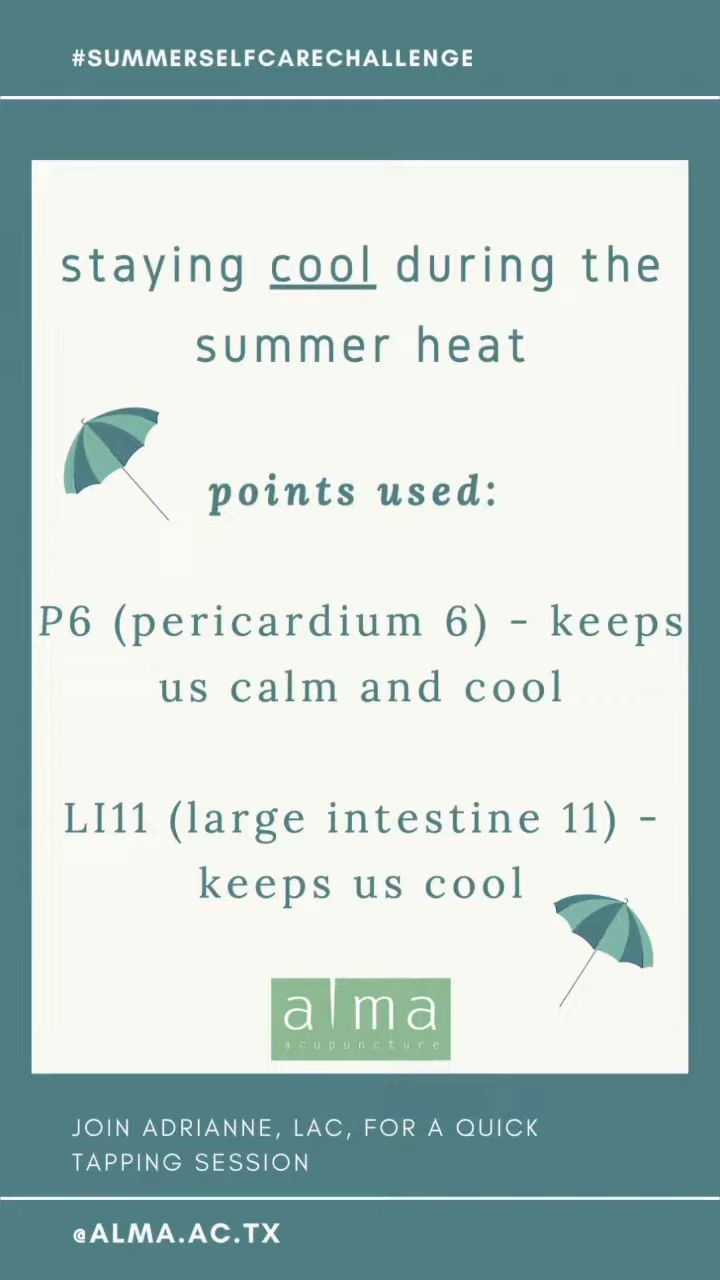 #SUMMERSELFCARECHALLENGE
staying cool during the
summer heat
points used:
P6 (pericardium 6) - keeps
us calm and cool
LI11 (large intestine 11) -
keeps us cool
alma
acupuncture
JOIN ADRIANNE, LAC, FOR A QUICK
TAPPING SESSION
@ALMA.AC.TX